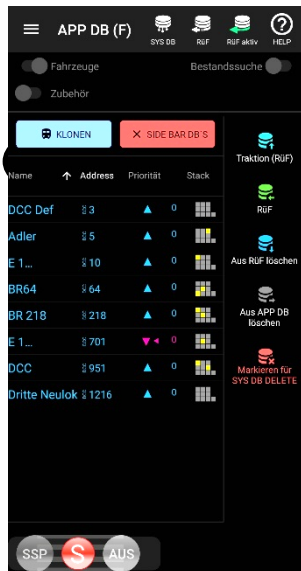 APP DB (F)
SYS DB
RüF
RüF aktiv
HELP
Fahrzeuge
Bestandssuche
Zubehör
KLONEN
SIDE BAR DB´S
Name
Address
Priorität
Stack
DCC Def 3 0
Adler 5 0
E 1... 10 0
BR64 64 0
BR 218 218 0
E 1... 701 0
DCC 951 0
Dritte Neulok 1216 0
Traktion (RüF)
RüF
Aus RüF löschen
Aus APP DB
löschen
Markieren für
SYS DB DELETE
SSP
S
AUS